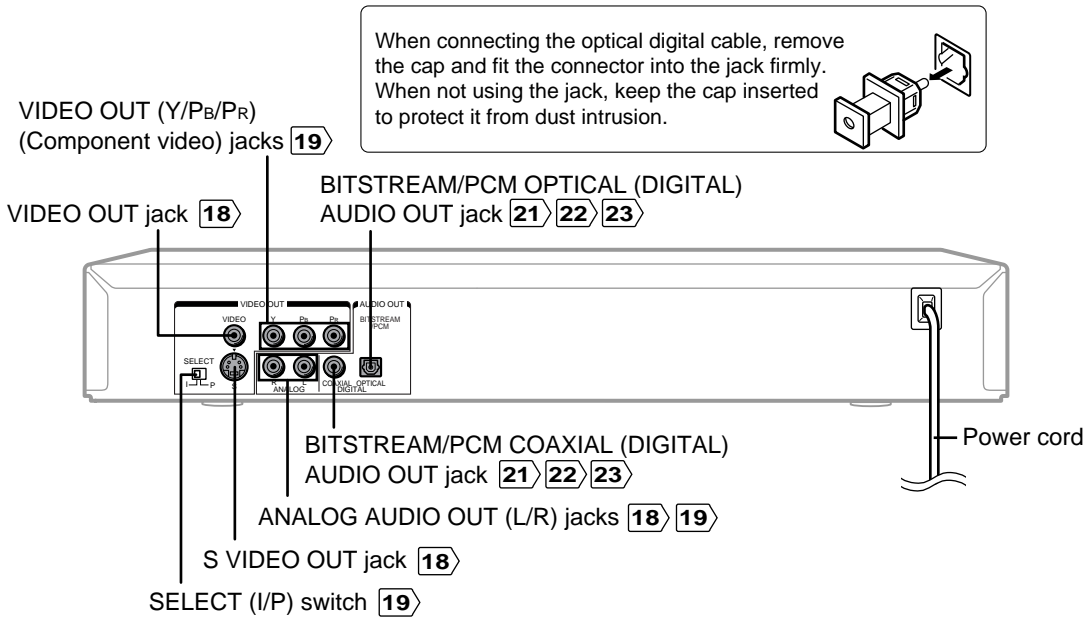 When connecting the optical digital cable, remove
the cap and fit the connector into the jack firmly.
When not using the jack, keep the cap inserted
to protect it from dust intrusion.
VIDEO OUT (Y/PB/PR)
(Component video) jacks 19
BITSTREAM/PCM OPTICAL (DIGITAL)
AUDIO OUT jack 21 22 23
VIDEO OUT jack 18
VIDEO OUT
AUDIO OUT
VIDEO
Y
PB
PR
BITSTREAM
/PCM
SELECT
I
P
S
R
L
ANALOG
COAXIAL
OPTICAL
DIGITAL
Power cord
BITSTREAM/PCM COAXIAL (DIGITAL)
AUDIO OUT jack 21 22 23
ANALOG AUDIO OUT (L/R) jacks 18 19
S VIDEO OUT jack 18
SELECT (I/P) switch 19